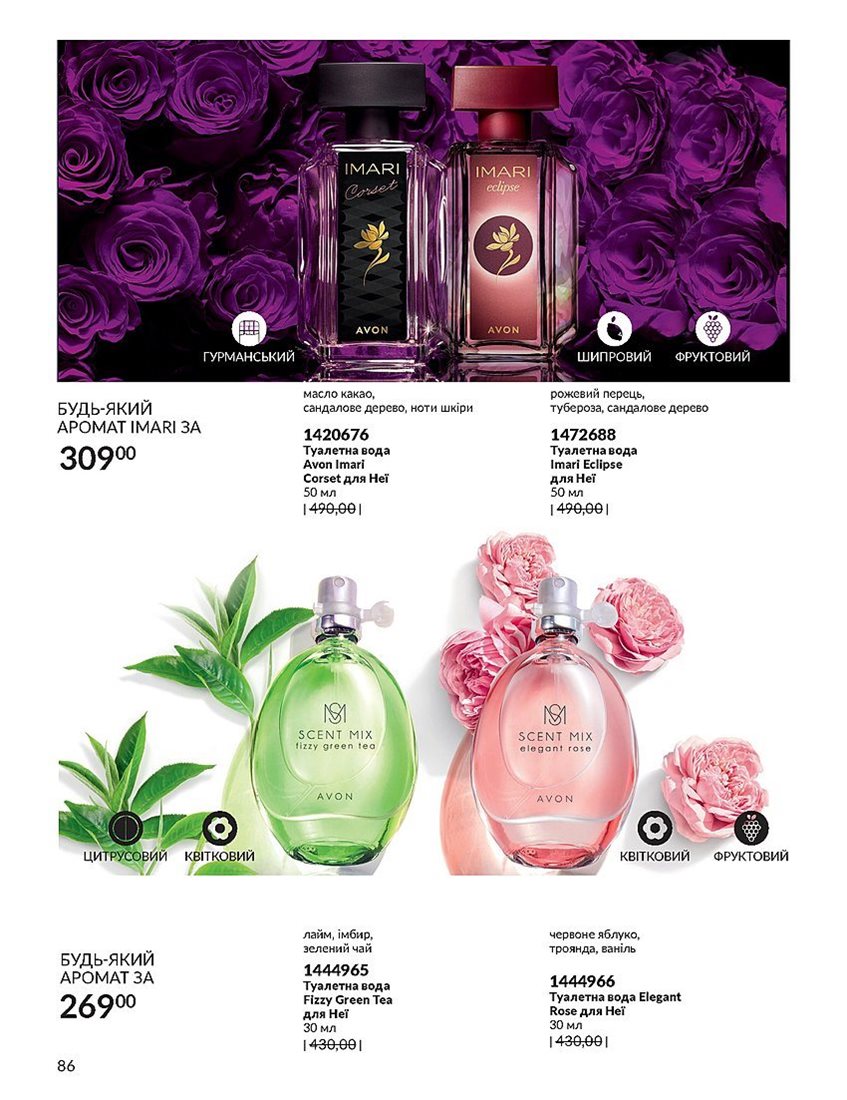 IMARI
Corset
AVON
IMARI
eclipse
AVON
ГУРМАНСЬКИЙ
ШИПРОВИЙ
ФРУКТОВИЙ
БУДЬ-ЯКИЙ
АРОМАТ IMARI ЗА
309⁰⁰
масло какао,
сандалове дерево, ноти шкіри
1420676
Туалетна вода
Avon Imari
Corset для Неї
50 мл
| 490,00 |
рожевий перець,
тубероза, сандалове дерево
1472688
Туалетна вода
Imari Eclipse
для Неї
50 мл
| 490,00 |
SCENT MIX
fizzy green tea
AVON
SCENT MIX
elegant rose
AVON
ЦИТРУСОВИЙ
КВІТКОВИЙ
КВІТКОВИЙ
ФРУКТОВИЙ
БУДЬ-ЯКИЙ
АРОМАТ ЗА
269⁰⁰
лайм, імбир,
зелений чай
1444965
Туалетна вода
Fizzy Green Tea
для Неї
30 мл
| 430,00 |
червоне яблуко,
троянда, ваніль
1444966
Туалетна вода Elegant
Rose для Неї
30 мл
| 430,00 |
86